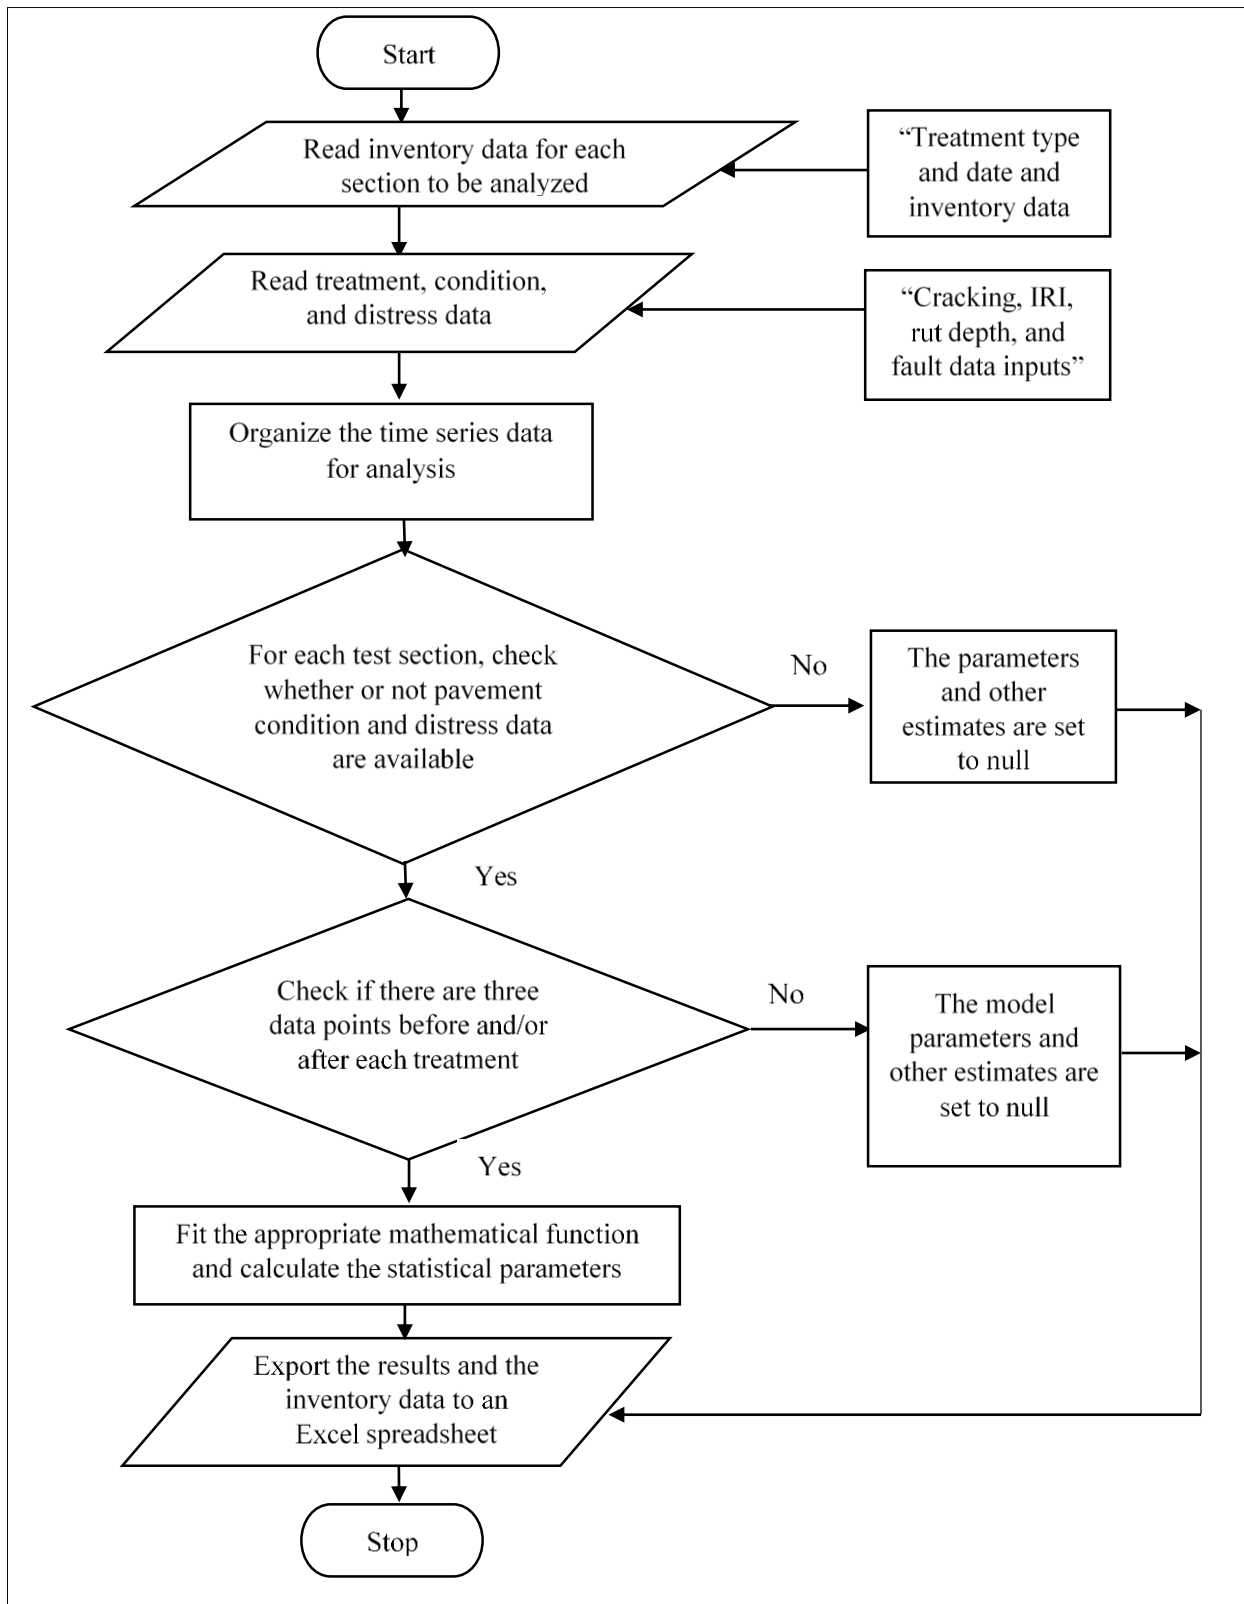 Start
Read inventory data for each
section to be analyzed
“Treatment type
and date and
inventory data
Read treatment, condition,
and distress data
“Cracking, IRI,
rut depth, and
fault data inputs”
Organize the time series data
for analysis
For each test section, check
whether or not pavement
condition and distress data
are available
No
The parameters
and other
estimates are set
to null
Yes
Check if there are three
data points before and/or
after each treatment
No
The model
parameters and
other estimates are
set to null
Yes
Fit the appropriate mathematical function
and calculate the statistical parameters
Export the results and the
inventory data to an
Excel spreadsheet
Stop